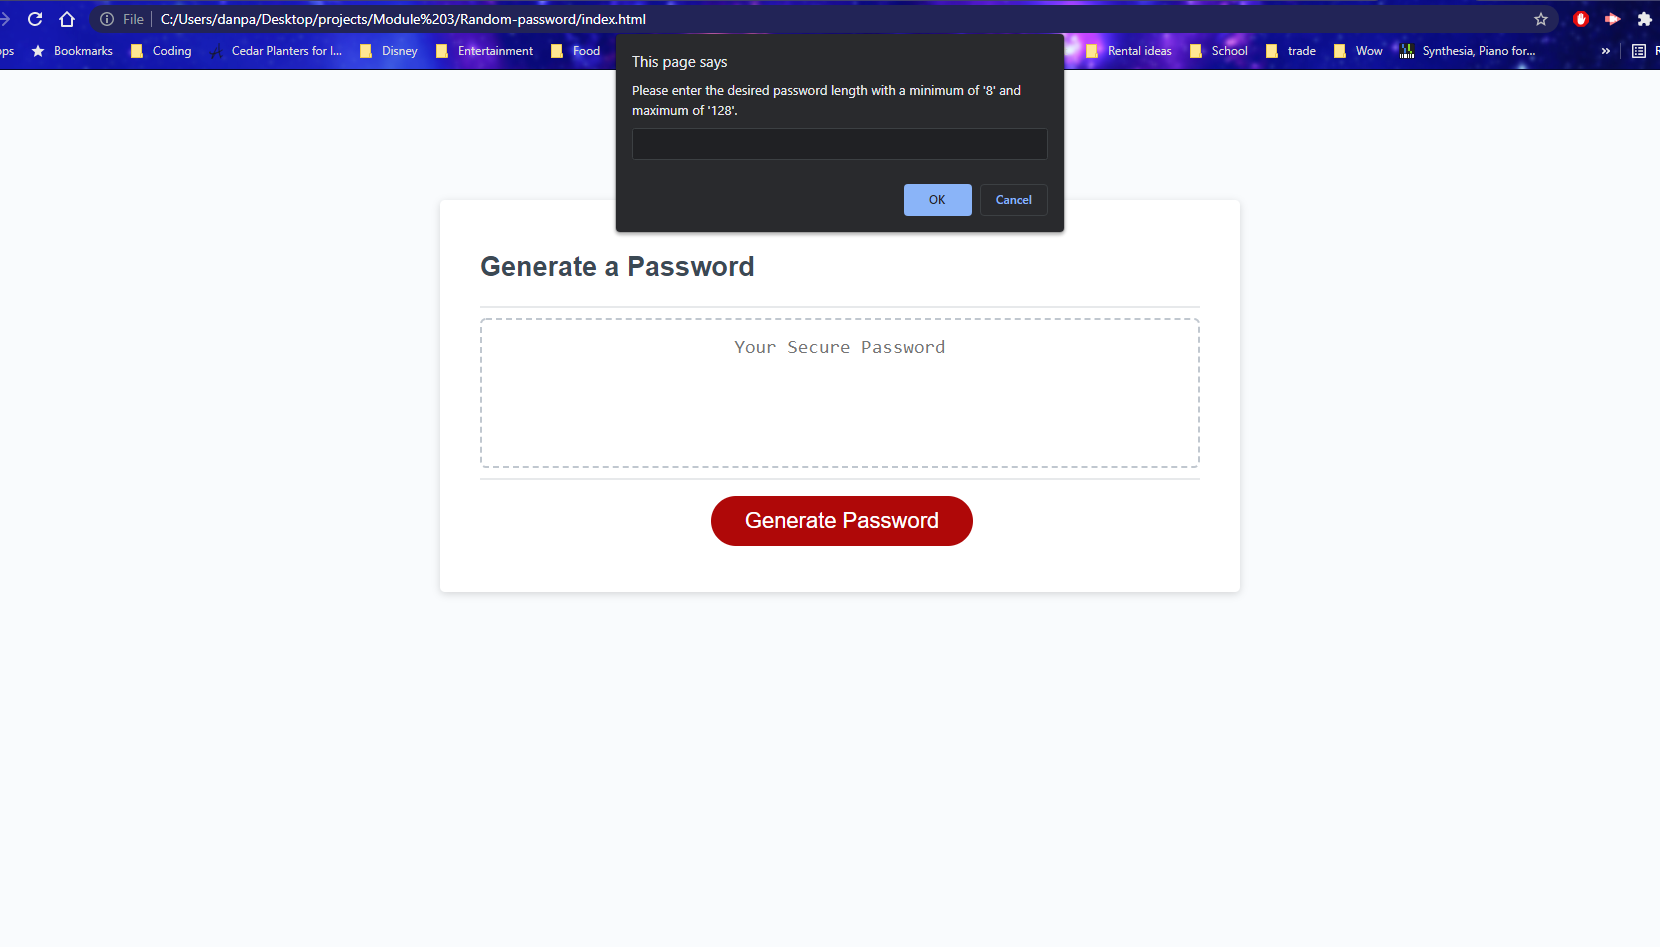 File C:/Users/danpa/Desktop/projects/Module%203/Random-password/index.html
Bookmarks Coding Cedar Planters for l... Disney Entertainment Food Rental ideas School trade Wow Synthesia, Piano for... »
This page says
Please enter the desired password length with a minimum of '8' and
maximum of '128'.
OK Cancel
Generate a Password
Your Secure Password
Generate Password